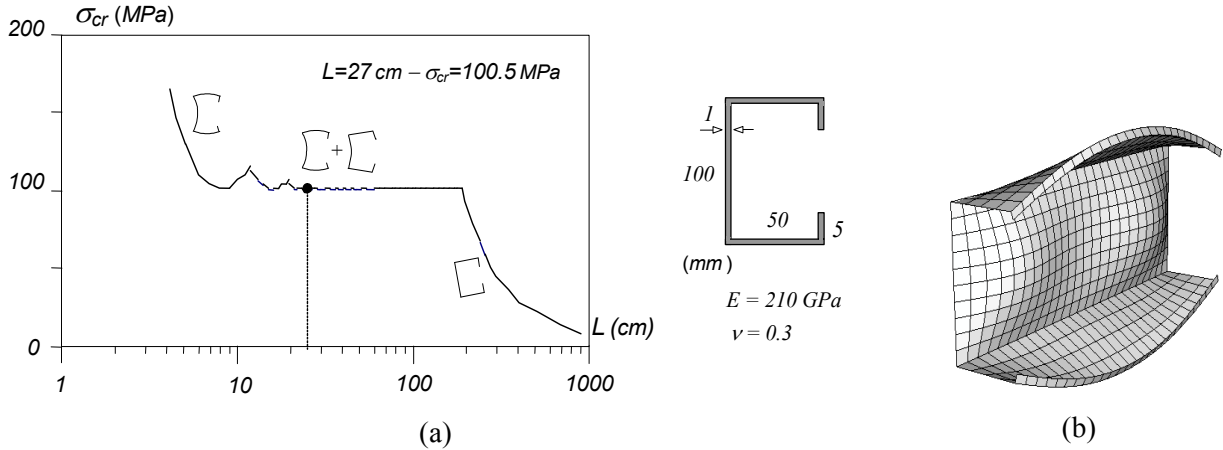 σcr (MPa)
200
L=27 cm – σcr=100.5 MPa
+
100
0
1
10
100
1000
L (cm)
1
100
50
5
(mm)
E = 210 GPa
ν = 0.3
(a)
(b)